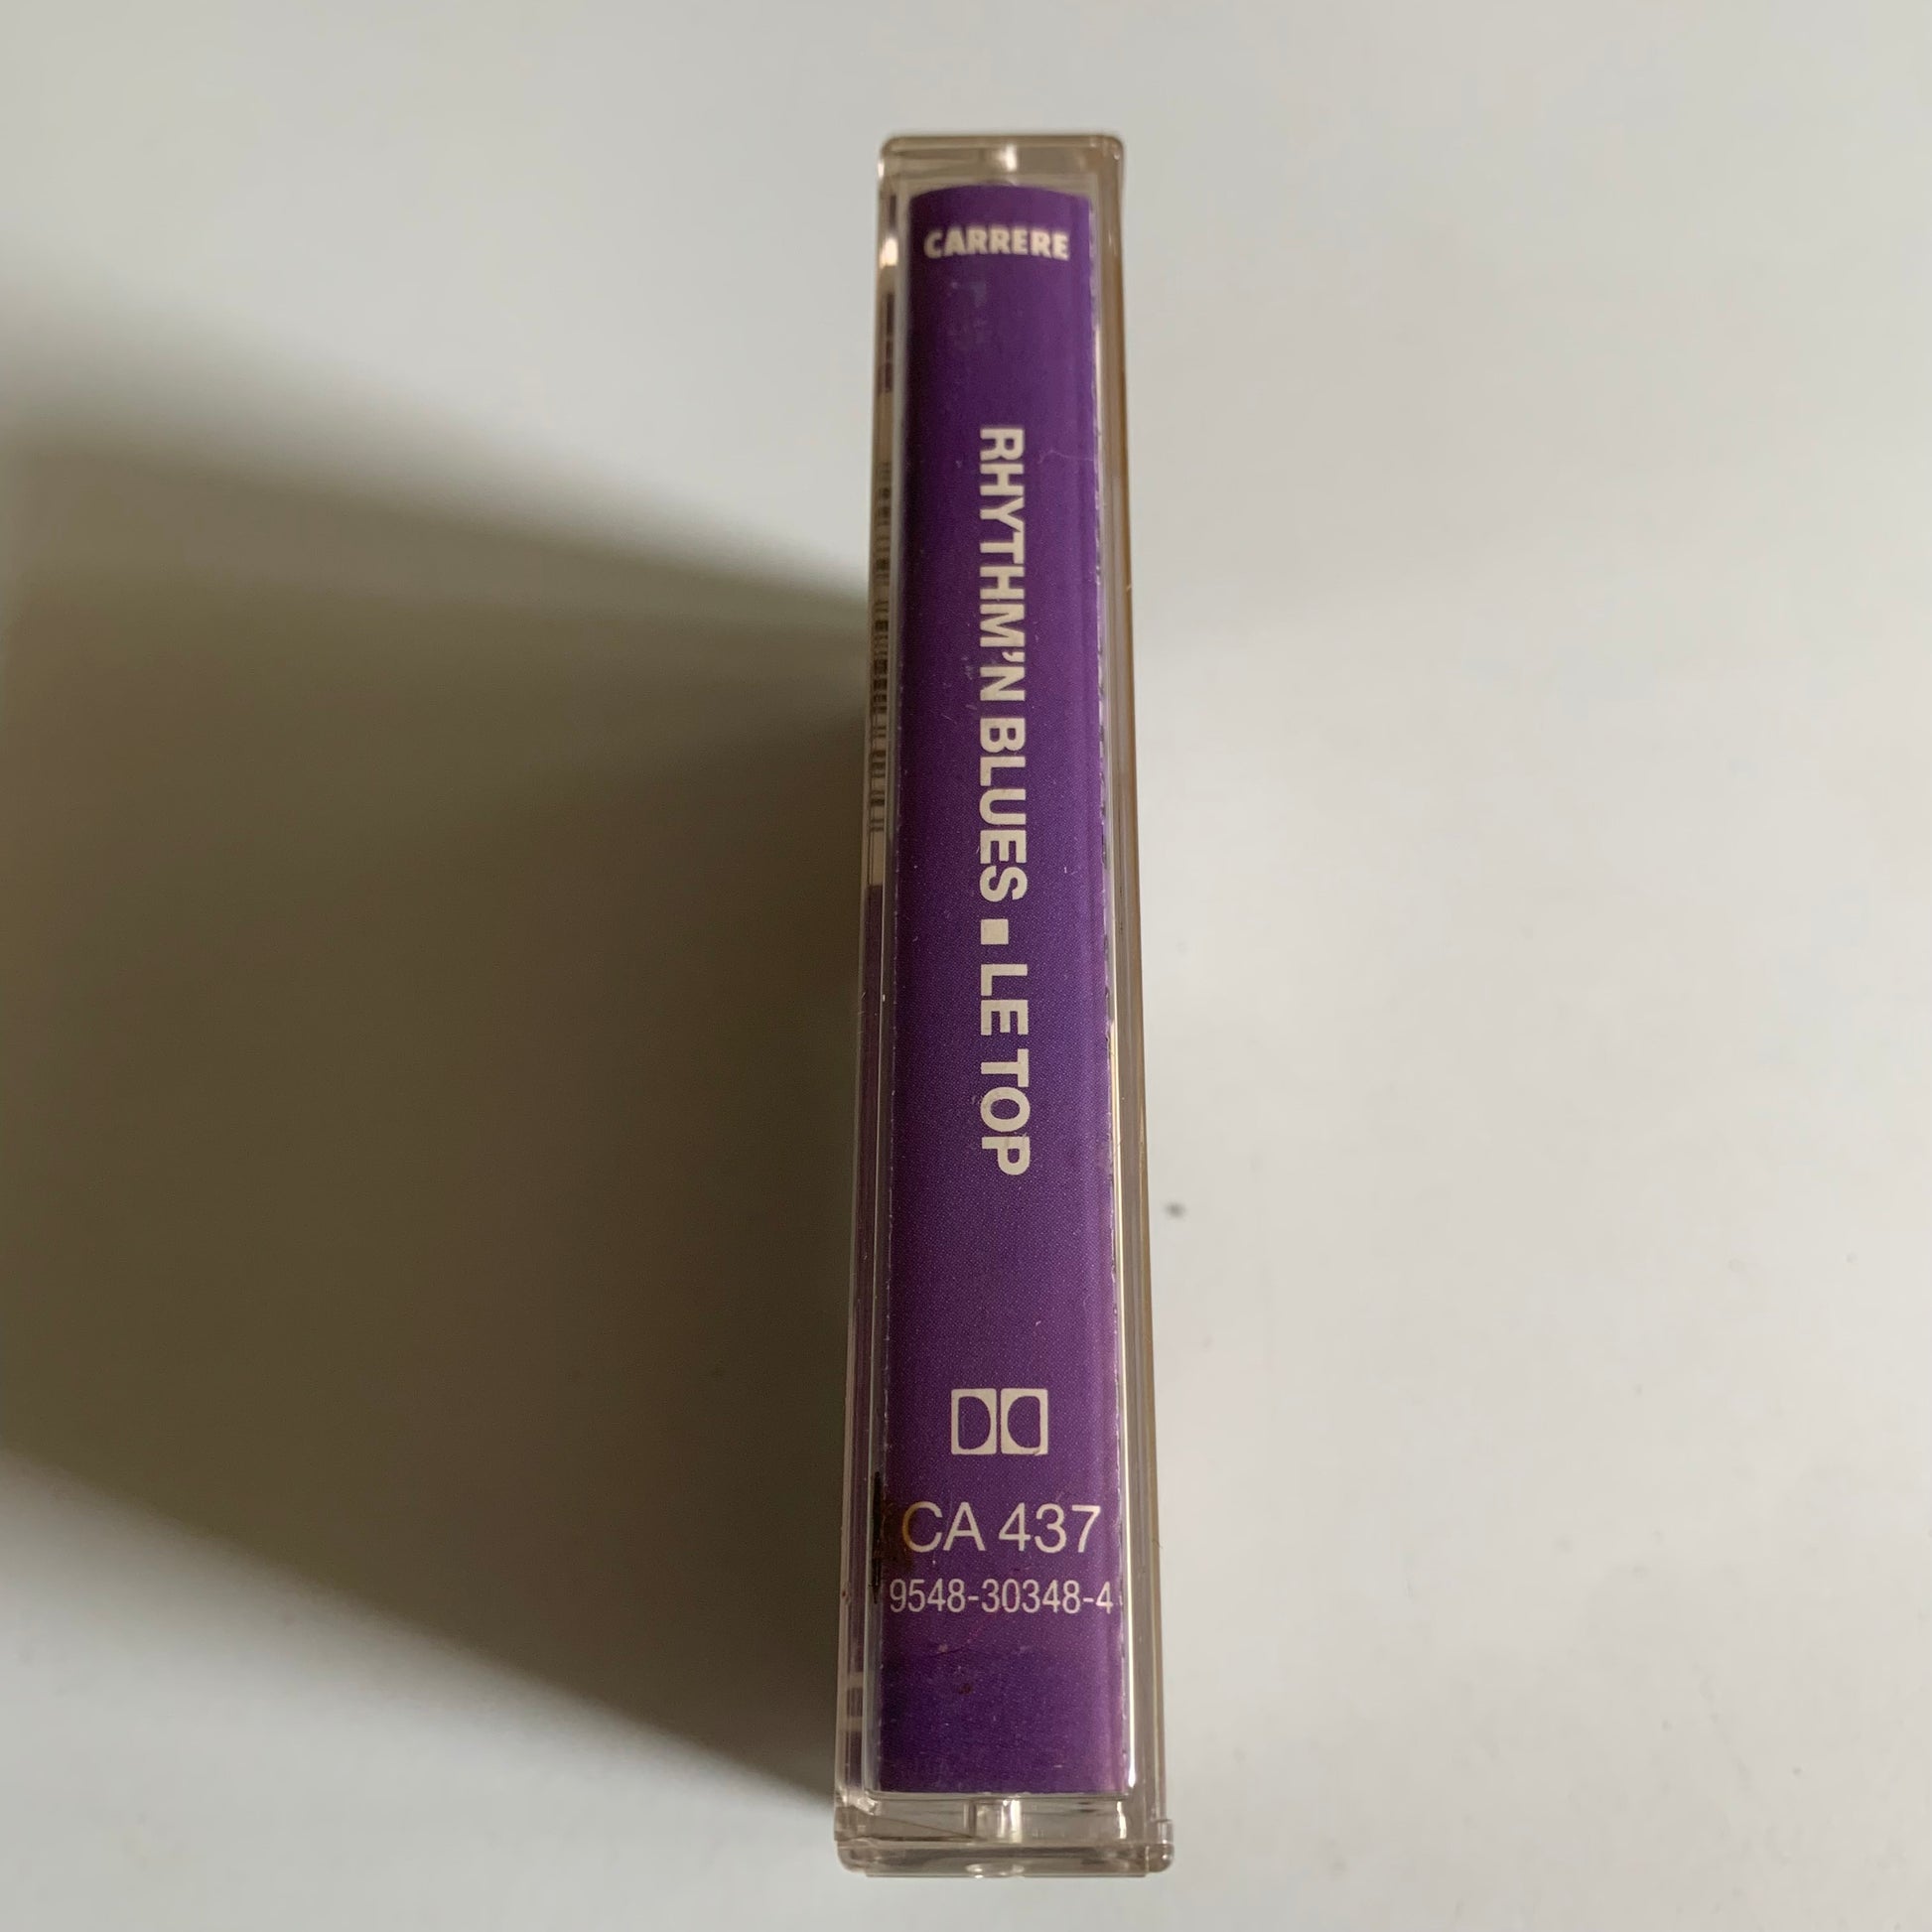 CARRERE
RHYTHM'N BLUES ■ LE TOP
CA 437
9548-30348-4